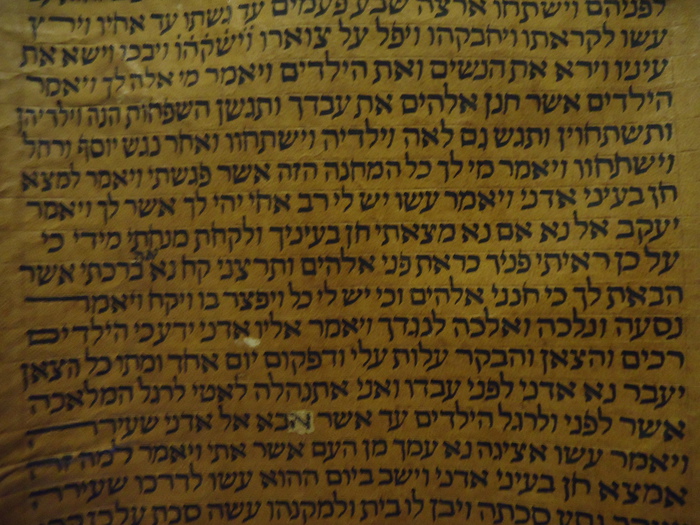 לפניהם וישתחו ארצה שבע פעמים עד גשתו עד אחיו וירץ
עשו לקראתו ויחבקהו ויפל על צוארו וישקהו ויבכו וישא את
עיניו וירא את הנשים ואת הילדים ויאמר מי אלה לך ויאמר
הילדים אשר חנן אלהים את עבדך ותגשן השפחות הנה וילדיהן
ותשתחוין ותגש גם לאה וילדיה וישתחוו ואחר נגש יוסף ורחל
וישתחוו ויאמר מי לך כל המחנה הזה אשר פגשתי ויאמר למצא
חן בעיני אדני ויאמר עשו יש לי רב אחי יהי לך אשר לך ויאמר
יעקב אל נא אם נא מצאתי חן בעיניך ולקחת מנחתי מידי כי
על כן ראיתי פניך כראת פני אלהים ותרצני קח נא ברכתי אשר
הבאת לך כי חנני אלהים וכי יש לי כל ויפצר בו ויקח ויאמר
נסעה ונלכה ואלכה לנגדך ויאמר אליו אדני ידע כי הילדים
רכים והצאן והבקר עלות עלי ודפקום יום אחד ומתו כל הצאן
יעבר נא אדני לפני עבדו ואני אתנהלה לאטי לרגל המלאכה
אשר לפני ולרגל הילדים עד אשר אבא אל אדני שעירה
ויאמר עשו אציגה נא עמך מן העם אשר אתי ויאמר למה זה
אמצא חן בעיני אדני וישב ביום ההוא עשו לדרכו שעירה
נסע סכתה ויבן לו בית ולמקנהו עשה סכת על כן